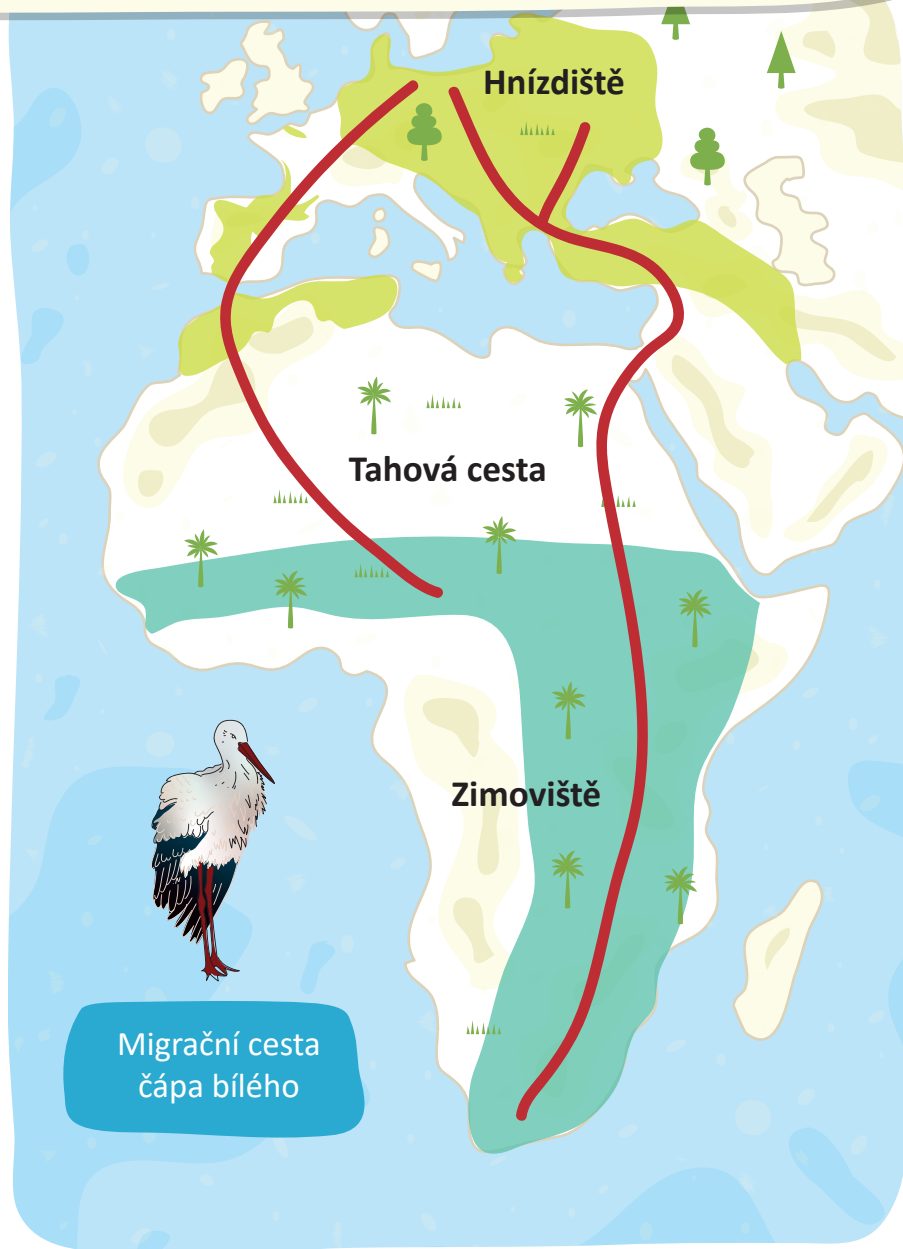 Hnízdiště
Tahová cesta
Zimoviště
Migrační cesta
čápa bílého